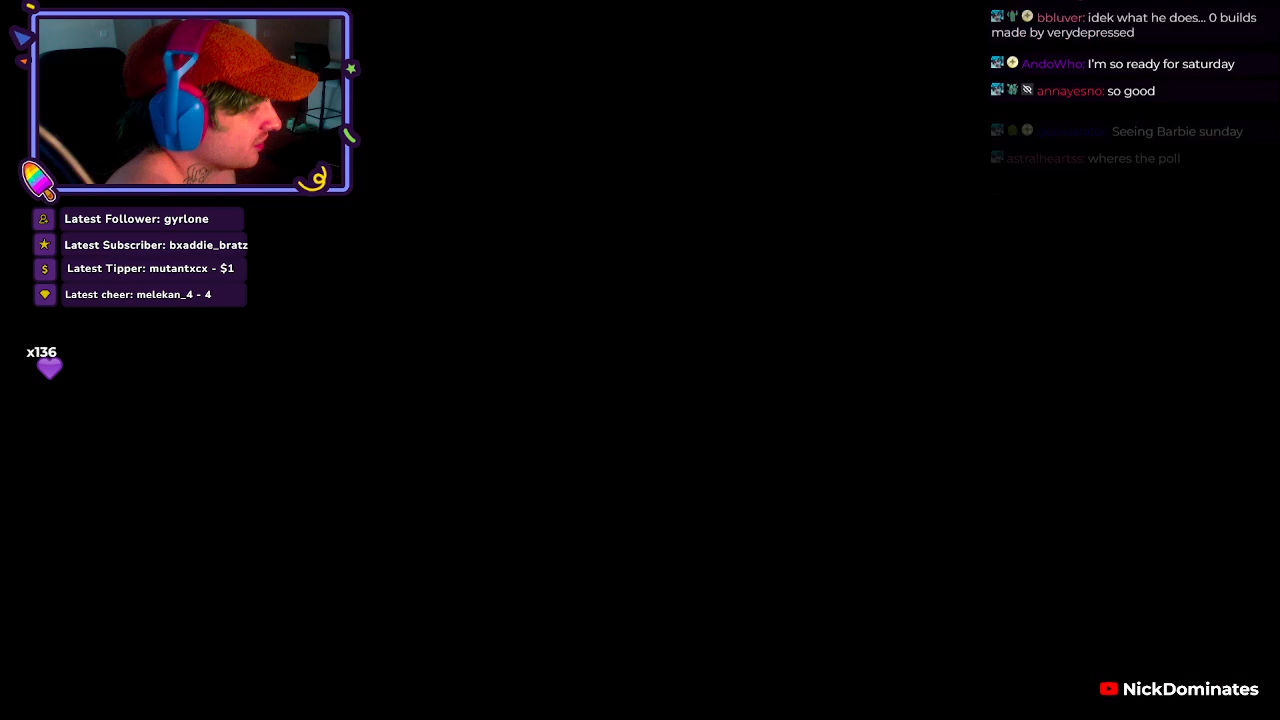 bbluver: idek what he does... 0 builds
made by verydepressed
AndoWho: I'm so ready for saturday
annayesno: so good
Seeing Barbie sunday
astralheartss: wheres the poll
Latest Follower: gyrlone
Latest Subscriber: bxaddie_bratz
Latest Tipper: mutantxcx - $1
Latest cheer: melekan_4 - 4
x136
NickDominates